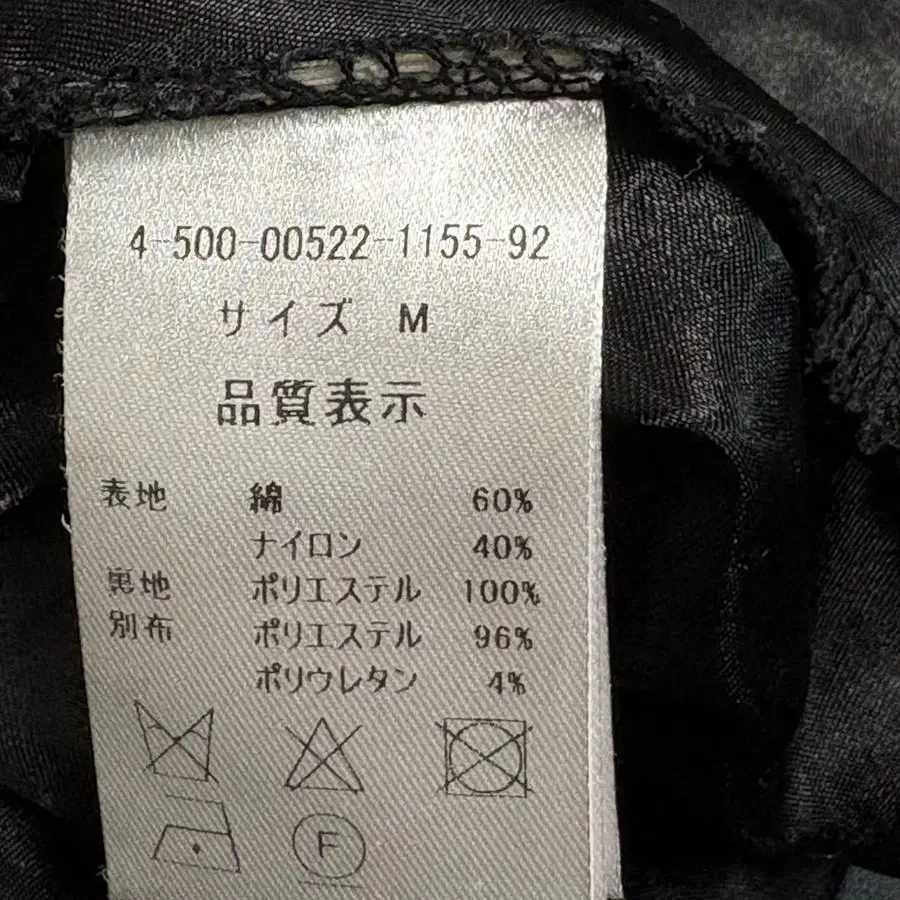 4-500-00522-1155-92
サイズ M
品質表示
表地 綿 60%
ナイロン 40%
裏地 ポリエステル 100%
別布 ポリエステル 96%
ポリウレタン 4%
F